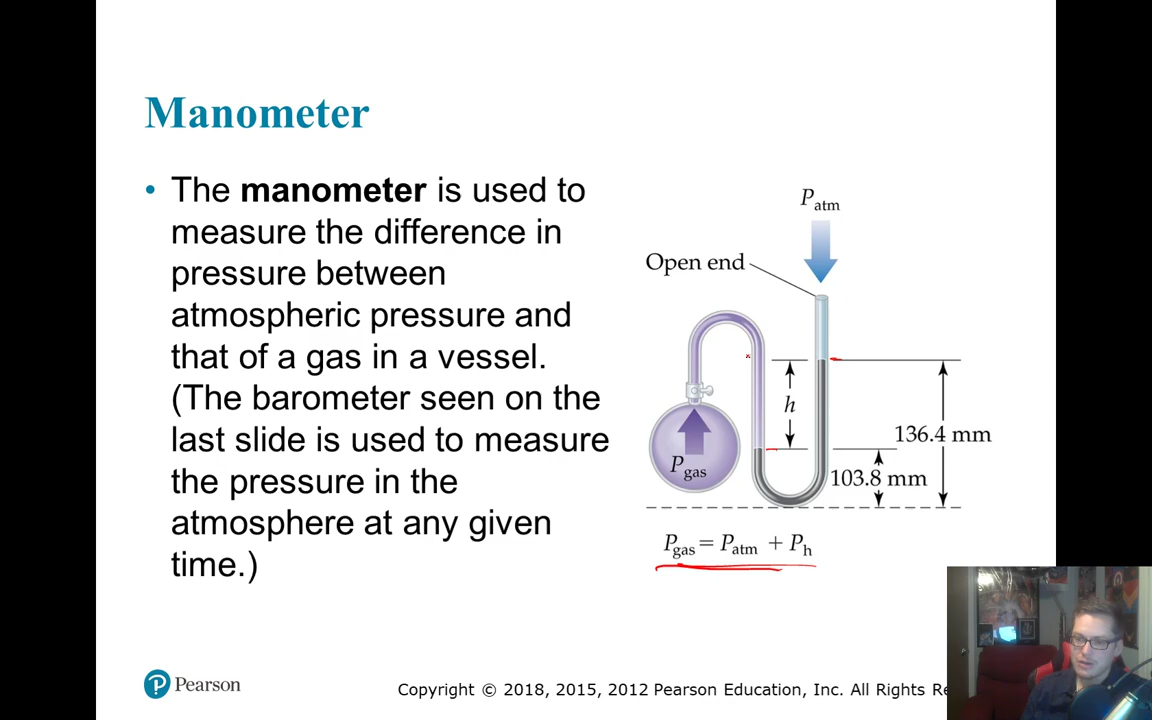 Manometer
• The manometer is used to
measure the difference in
pressure between
atmospheric pressure and
that of a gas in a vessel.
(The barometer seen on the
last slide is used to measure
the pressure in the
atmosphere at any given
time.)
Patm
Open end
h
136.4 mm
103.8 mm
Pgas
Pgas = Patm + Ph
P Pearson
Copyright © 2018, 2015, 2012 Pearson Education, Inc. All Rights Re